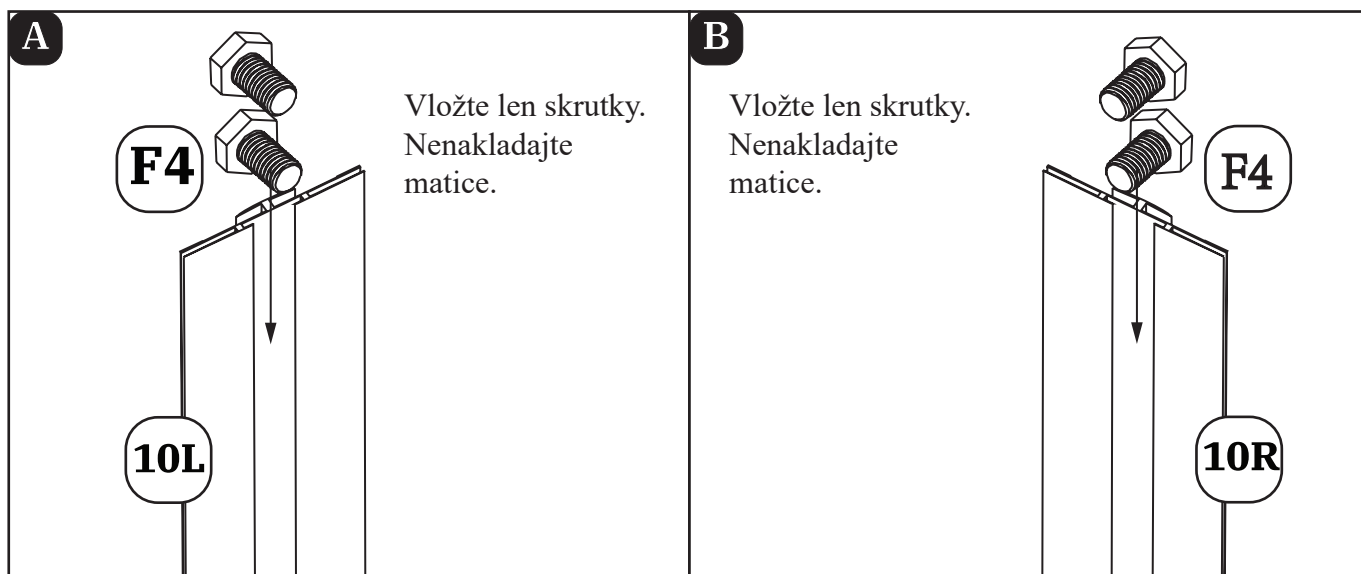 A
Vložte len skrutky.
Nenakladajte
matice.
F4
10L
B
Vložte len skrutky.
Nenakladajte
matice.
F4
10R